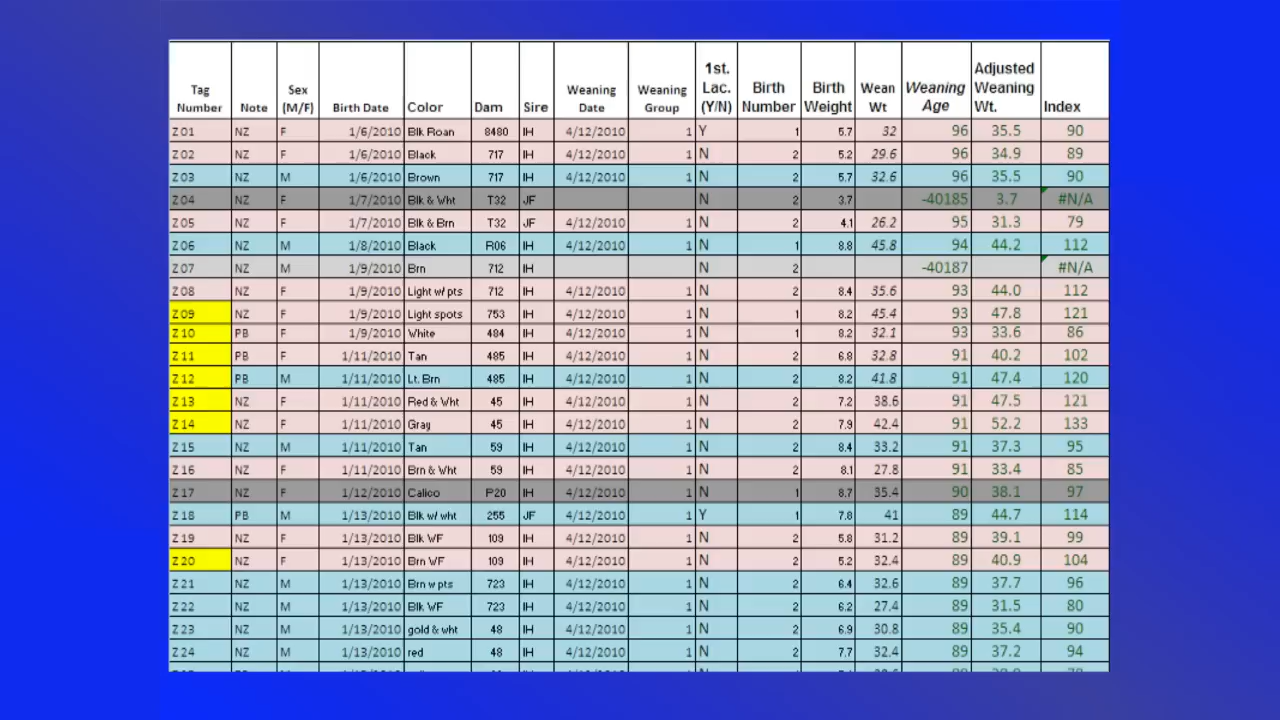 Tag Number Note Sex (M/F) Birth Date Color Dam Sire Weaning Date Weaning Group 1st. Lac. (Y/N) Birth Number Birth Weight Wean Wt Weaning Age Adjusted Weaning Wt. Index
Z 01 NZ F 1/6/2010 Blk Roan 8480 IH 4/12/2010 1 Y 1 5.7 32 96 35.5 90
Z 02 NZ F 1/6/2010 Black 717 IH 4/12/2010 1 N 2 5.2 29.6 96 34.9 89
Z 03 NZ M 1/6/2010 Brown 717 IH 4/12/2010 1 N 2 5.7 32.6 96 35.5 90
Z 04 NZ F 1/7/2010 Blk & Wht T32 JF N 2 3.7 -40185 3.7 #N/A
Z 05 NZ F 1/7/2010 Blk & Brn T32 JF 4/12/2010 1 N 2 4.1 26.2 95 31.3 79
Z 06 NZ M 1/8/2010 Black R06 IH 4/12/2010 1 N 1 8.8 45.8 94 44.2 112
Z 07 NZ M 1/9/2010 Brn 712 IH N 2 -40187 #N/A
Z 08 NZ F 1/9/2010 Light w/ pts 712 IH 4/12/2010 1 N 2 8.4 35.6 93 44.0 112
Z 09 NZ F 1/9/2010 Light spots 753 IH 4/12/2010 1 N 1 8.2 45.4 93 47.8 121
Z 10 PB F 1/9/2010 White 484 IH 4/12/2010 1 N 1 8.2 32.1 93 33.6 86
Z 11 PB F 1/11/2010 Tan 485 IH 4/12/2010 1 N 2 6.8 32.8 91 40.2 102
Z 12 PB M 1/11/2010 Lt. Brn 485 IH 4/12/2010 1 N 2 8.2 41.8 91 47.4 120
Z 13 NZ F 1/11/2010 Red & Wht 45 IH 4/12/2010 1 N 2 7.2 38.6 91 47.5 121
Z 14 NZ F 1/11/2010 Gray 45 IH 4/12/2010 1 N 2 7.9 42.4 91 52.2 133
Z 15 NZ M 1/11/2010 Tan 59 IH 4/12/2010 1 N 2 8.4 33.2 91 37.3 95
Z 16 NZ F 1/11/2010 Brn & Wht 59 IH 4/12/2010 1 N 2 8.1 27.8 91 33.4 85
Z 17 NZ F 1/12/2010 Calico P20 IH 4/12/2010 1 N 1 8.7 35.4 90 38.1 97
Z 18 PB M 1/13/2010 Blk w/ wht 255 JF 4/12/2010 1 Y 1 7.8 41 89 44.7 114
Z 19 NZ F 1/13/2010 Blk WF 109 IH 4/12/2010 1 N 2 5.8 31.2 89 39.1 99
Z 20 NZ F 1/13/2010 Brn WF 109 IH 4/12/2010 1 N 2 5.2 32.4 89 40.9 104
Z 21 NZ M 1/13/2010 Brn w pts 723 IH 4/12/2010 1 N 2 6.4 32.6 89 37.7 96
Z 22 NZ M 1/13/2010 Blk WF 723 IH 4/12/2010 1 N 2 6.2 27.4 89 31.5 80
Z 23 NZ M 1/13/2010 gold & wht 48 IH 4/12/2010 1 N 2 6.9 30.8 89 35.4 90
Z 24 NZ M 1/13/2010 red 48 IH 4/12/2010 1 N 2 7.7 32.4 89 37.2 94